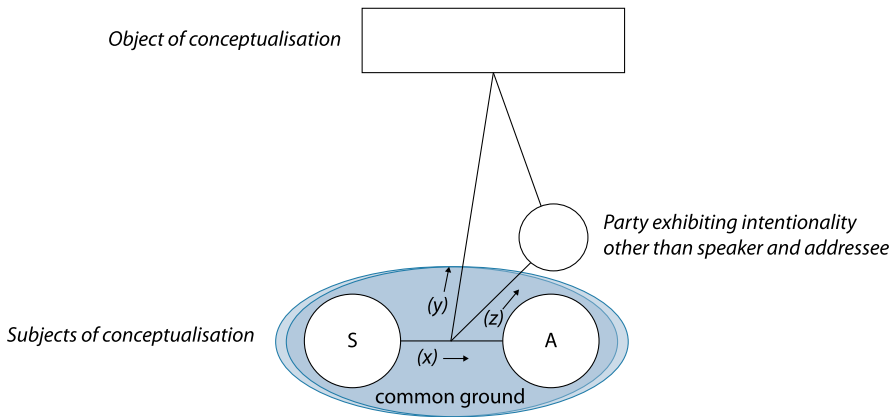 Object of conceptualisation
Party exhibiting intentionality
other than speaker and addressee
(y)
(z)
Subjects of conceptualisation
S
A
(x)
common ground